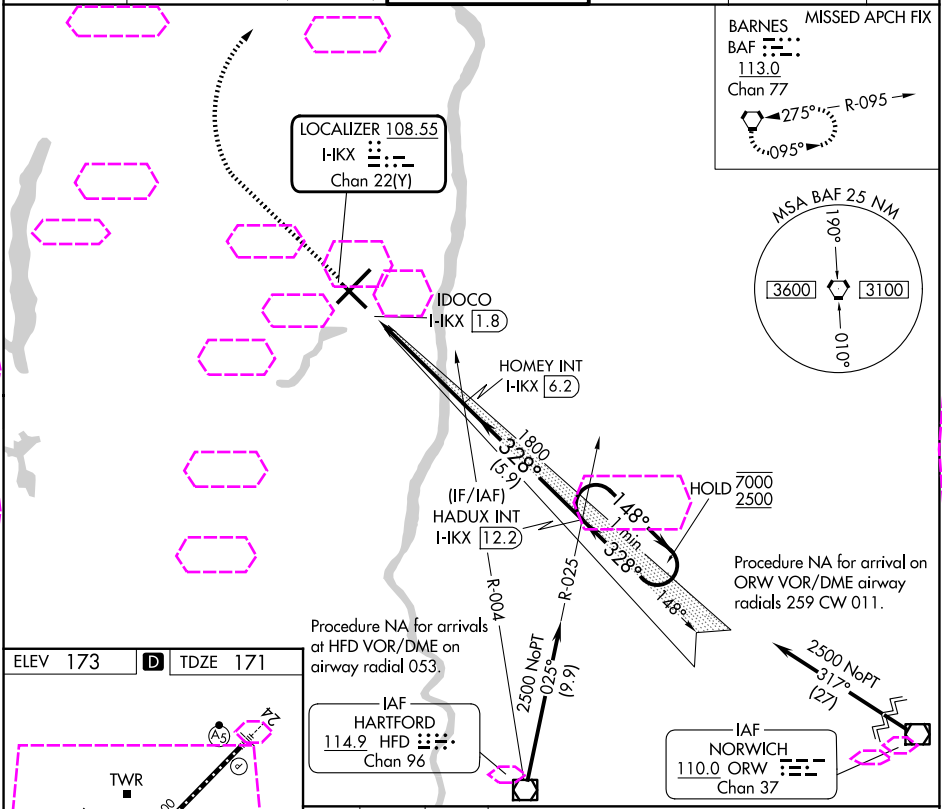 MISSED APCH FIX
BARNES
BAF
113.0
Chan 77
275°
R-095
095°
LOCALIZER 108.55
I-IKX
Chan 22(Y)
MSA BAF 25 NM
190°
3600
3100
010°
IDOCO
I-IKX 1.8
HOMEY INT
I-IKX 6.2
1800
328°
(5.9)
(IF/IAF)
HADUX INT
I-IKX 12.2
148°
1 min
328°
148°
HOLD 7000
2500
R-004
R-025
Procedure NA for arrival on
ORW VOR/DME airway
radials 259 CW 011.
Procedure NA for arrivals
at HFD VOR/DME on
airway radial 053.
2500 NoPT
025°
(9.9)
2500 NoPT
317°
(27)
IAF
HARTFORD
114.9 HFD
Chan 96
IAF
NORWICH
110.0 ORW
Chan 37
ELEV 173 D TDZE 171
24
A5
TWR